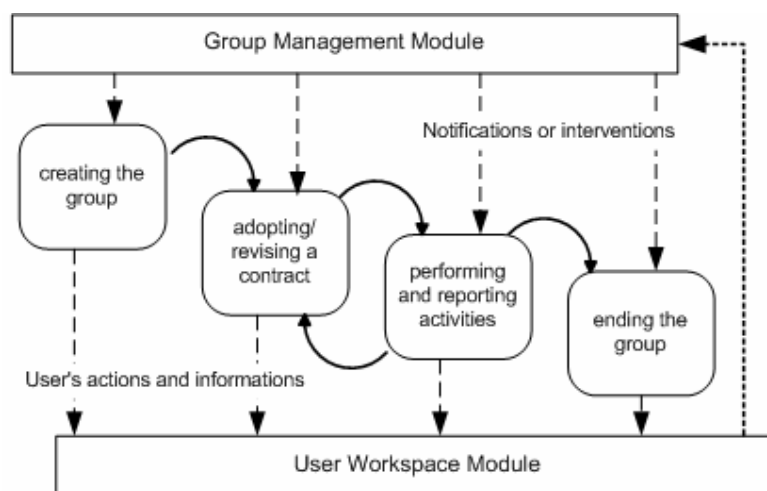 Group Management Module
Notifications or interventions
creating the
group
adopting/
revising a
contract
performing
and reporting
activities
ending the
group
User's actions and informations
User Workspace Module